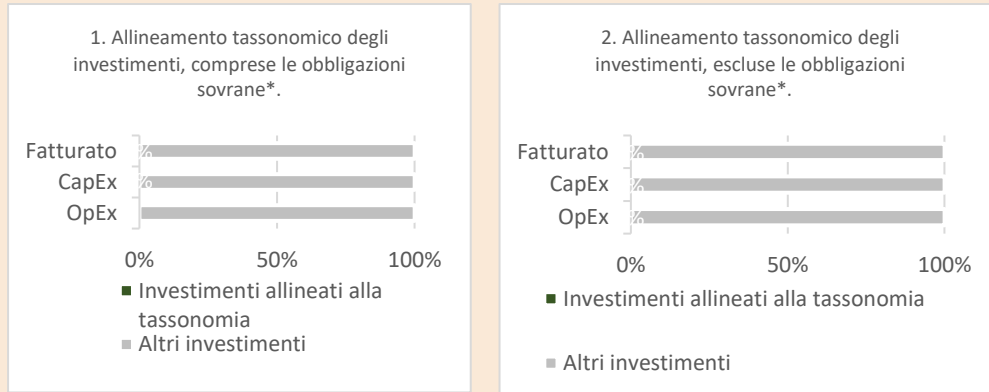 1. Allineamento tassonomico degli
investimenti, comprese le obbligazioni
sovrane*.
Fatturato
%
CapEx
%
OpEx
0%
50%
100%
Investimenti allineati alla
tassonomia
Altri investimenti
2. Allineamento tassonomico degli
investimenti, escluse le obbligazioni
sovrane*.
Fatturato
%
CapEx
%
OpEx
%
0%
50%
100%
Investimenti allineati alla tassonomia
Altri investimenti